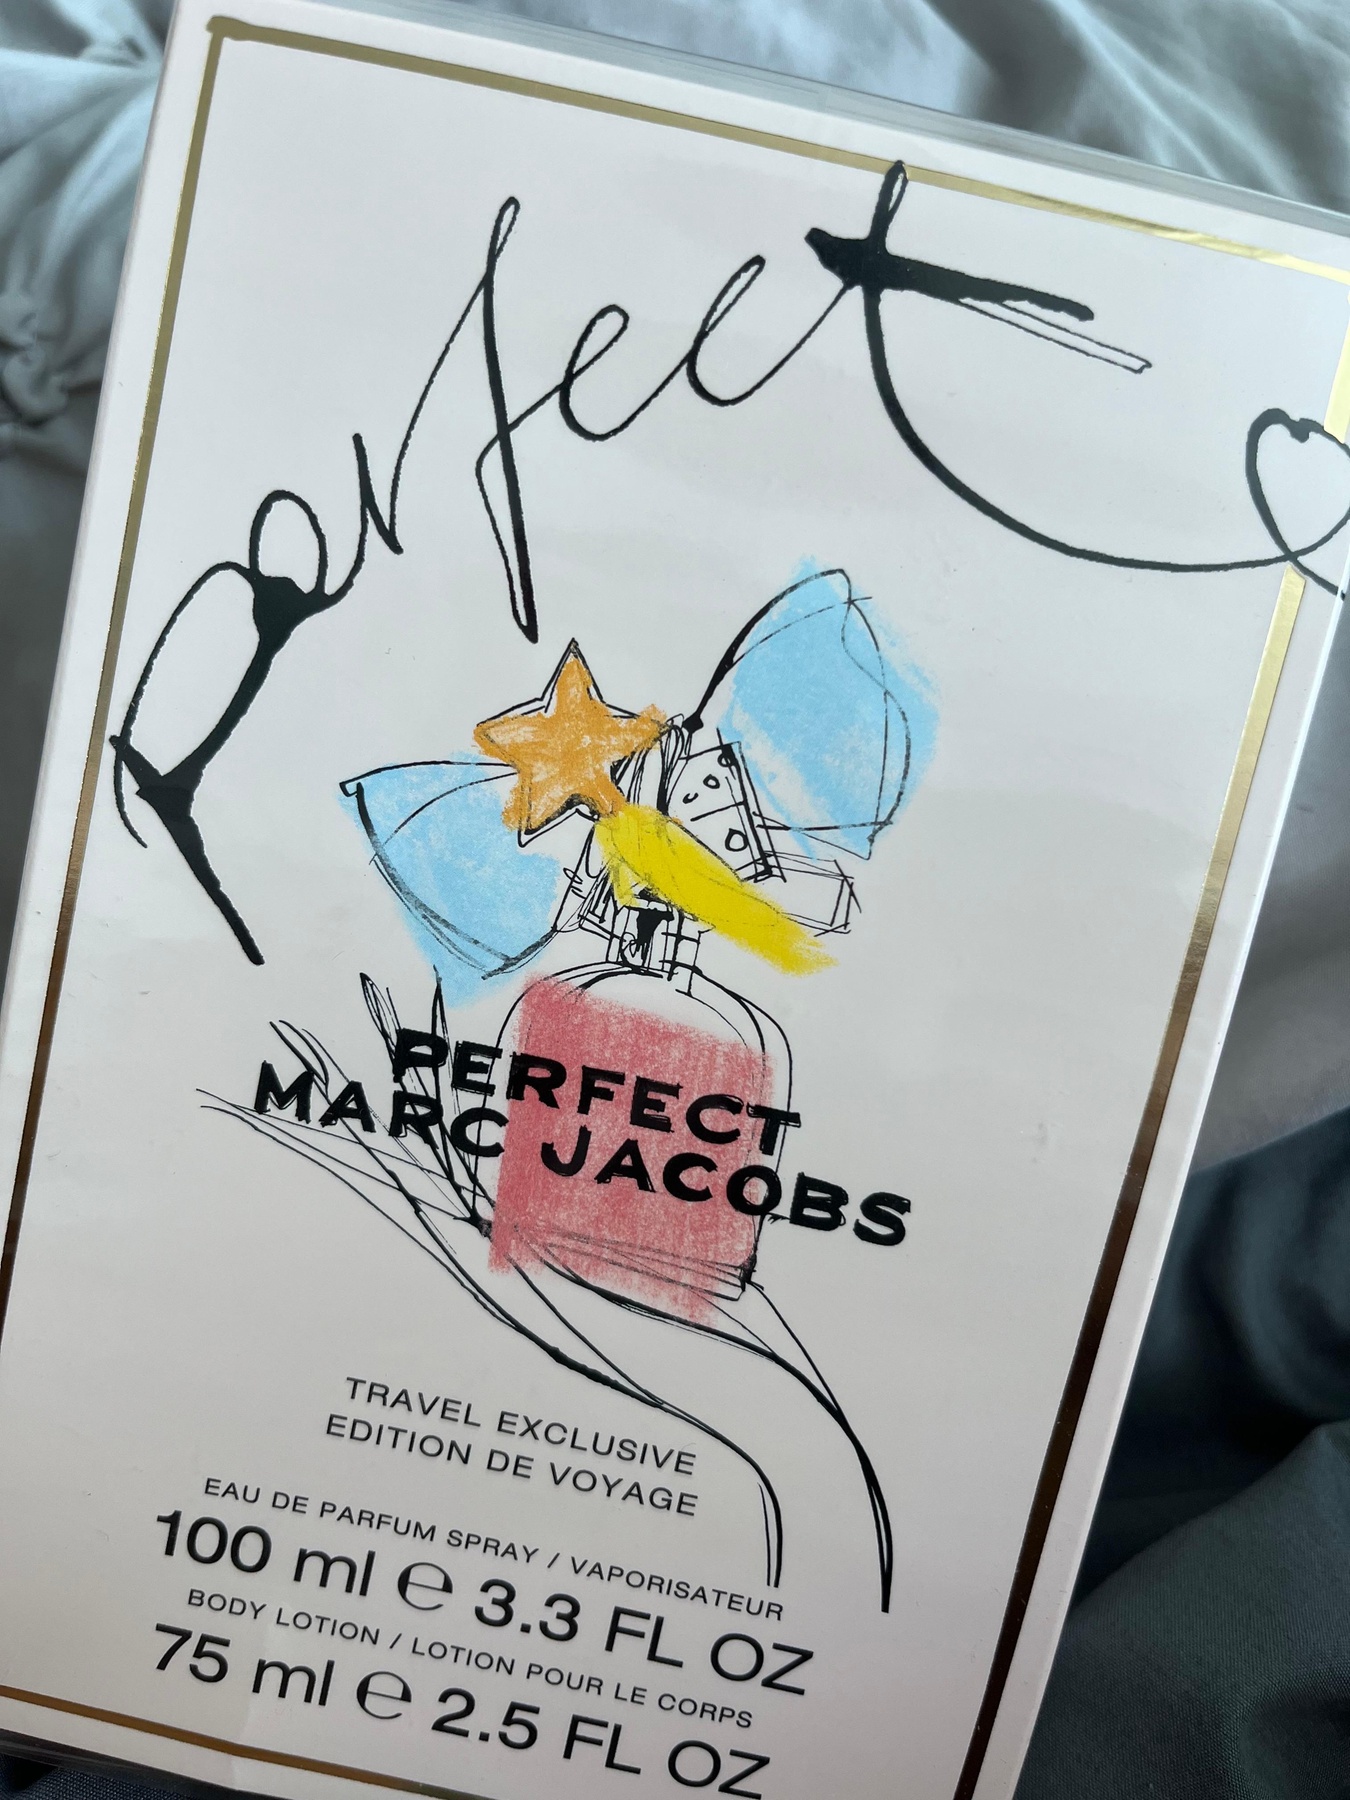 Perfect
PERFECT
MARC JACOBS
TRAVEL EXCLUSIVE
EDITION DE VOYAGE
EAU DE PARFUM SPRAY / VAPORISATEUR
100 ml ℮ 3.3 FL OZ
BODY LOTION / LOTION POUR LE CORPS
75 ml ℮ 2.5 FL OZ